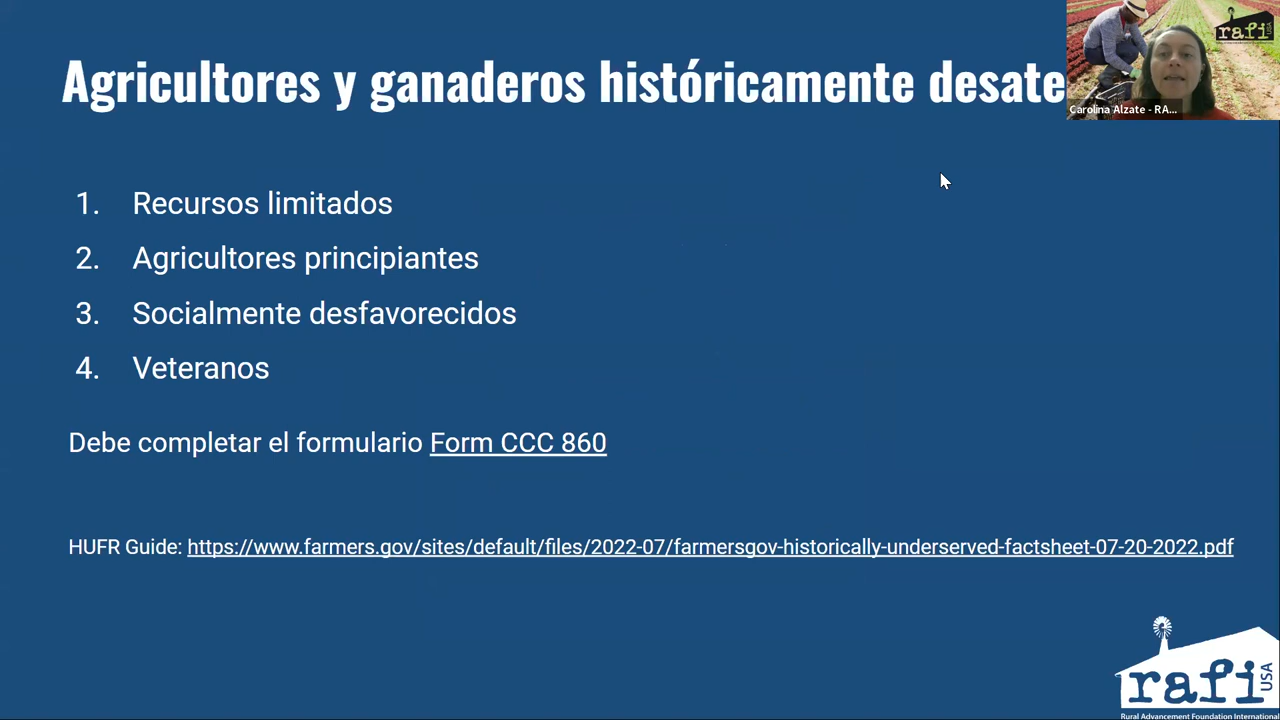 Agricultores y ganaderos históricamente desate
rafi
USA
Carolina Alzate - RA...
1. Recursos limitados
2. Agricultores principiantes
3. Socialmente desfavorecidos
4. Veteranos
Debe completar el formulario Form CCC 860
HUFR Guide: https://www.farmers.gov/sites/default/files/2022-07/farmersgov-historically-underserved-factsheet-07-20-2022.pdf
rafi
USA
Rural Advancement Foundation International